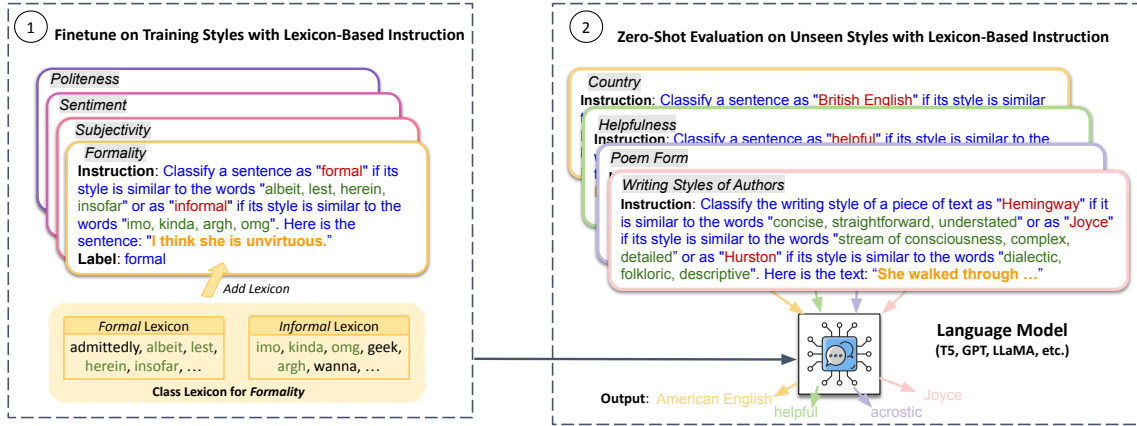 1
Finetune on Training Styles with Lexicon-Based Instruction
Politeness
Sentiment
Subjectivity
Formality
Instruction: Classify a sentence as "formal" if its
style is similar to the words "albeit, lest, herein,
insofar" or as "informal" if its style is similar to the
words "imo, kinda, argh, omg". Here is the
sentence: "I think she is unvirtuous."
Label: formal
Add Lexicon
Formal Lexicon
admittedly, albeit, lest,
herein, insofar, …
Informal Lexicon
imo, kinda, omg, geek,
argh, wanna, …
Class Lexicon for Formality
2
Zero-Shot Evaluation on Unseen Styles with Lexicon-Based Instruction
Country
Instruction: Classify a sentence as "British English" if its style is similar
Helpfulness
Instruction: Classify a sentence as "helpful" if its style is similar to the
Poem Form
Writing Styles of Authors
Instruction: Classify the writing style of a piece of text as "Hemingway" if it
is similar to the words "concise, straightforward, understated" or as "Joyce"
if its style is similar to the words "stream of consciousness, complex,
detailed" or as "Hurston" if its style is similar to the words "dialectic,
folkloric, descriptive". Here is the text: "She walked through …"
Language Model
(T5, GPT, LLaMA, etc.)
Output: American English
helpful
acrostic
Joyce